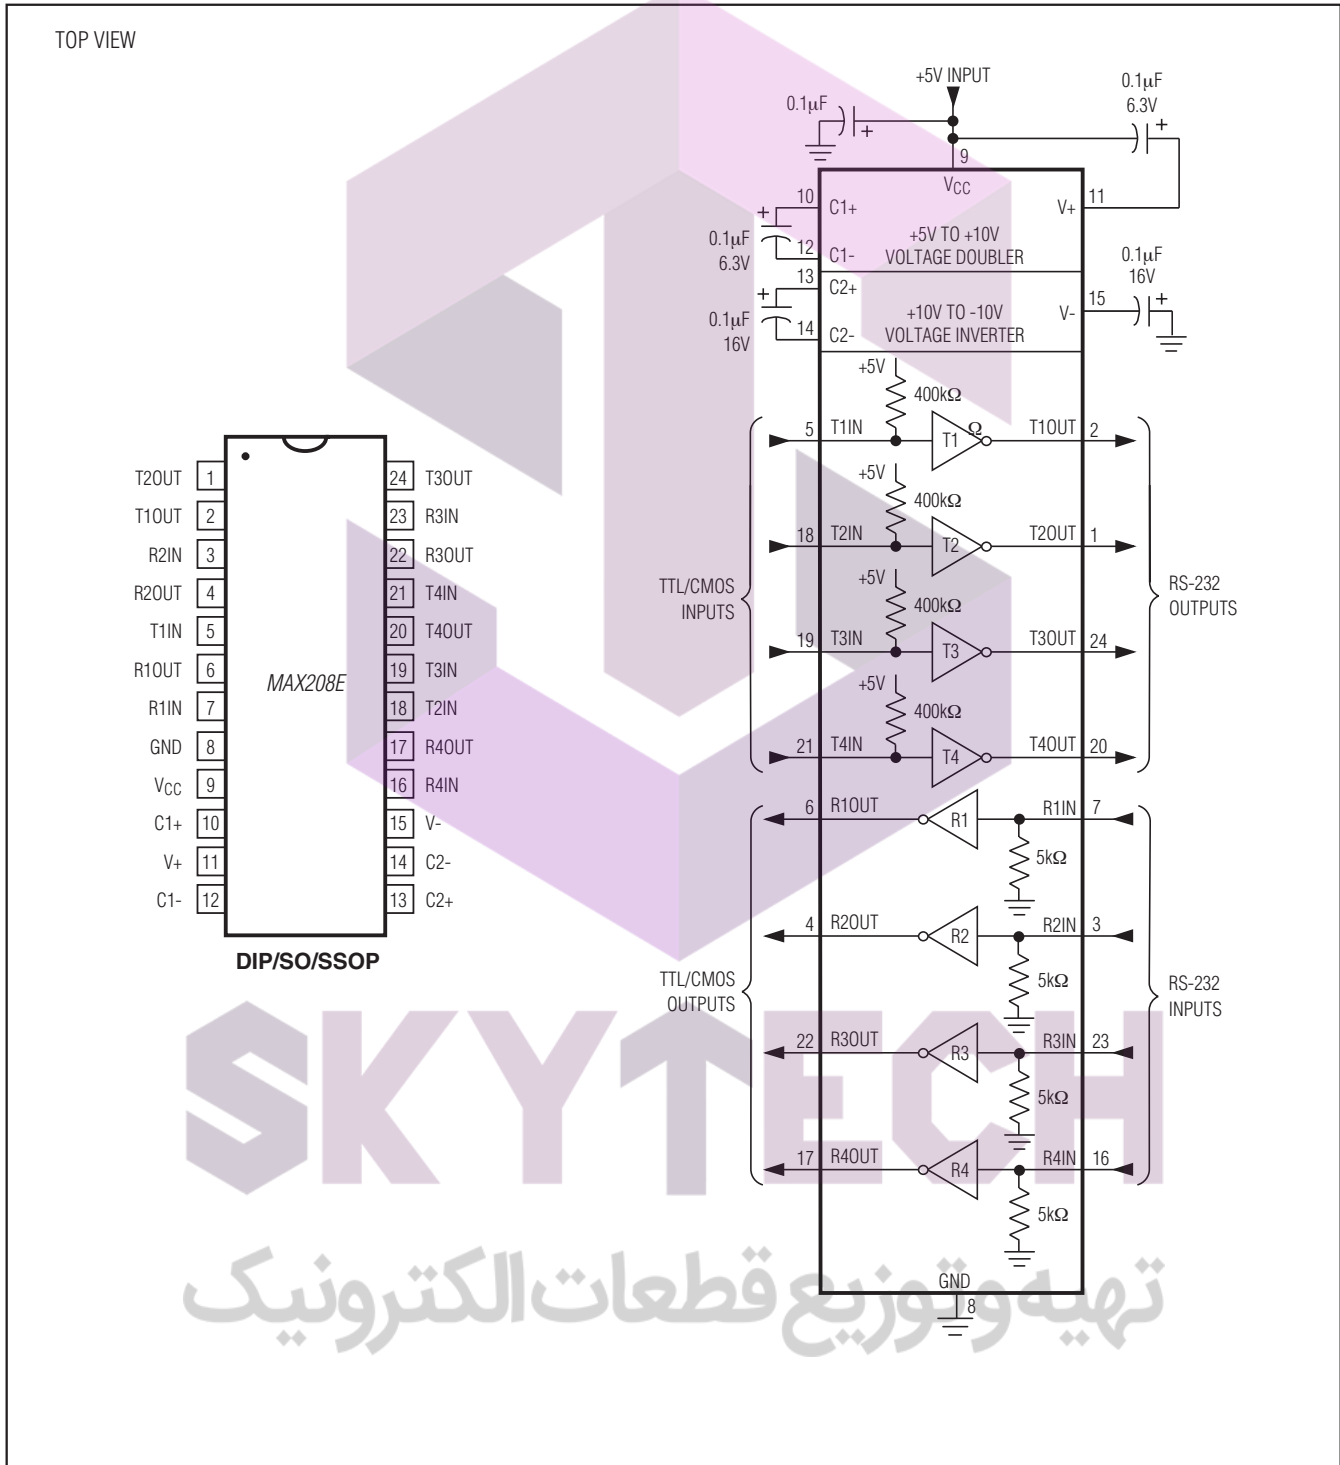 TOP VIEW
T2OUT 1
T1OUT 2
R2IN 3
R2OUT 4
T1IN 5
R1OUT 6
R1IN 7
GND 8
VCC 9
C1+ 10
V+ 11
C1- 12
24 T3OUT
23 R3IN
22 R3OUT
21 T4IN
20 T4OUT
19 T3IN
18 T2IN
17 R4OUT
16 R4IN
15 V-
14 C2-
13 C2+
MAX208E
DIP/SO/SSOP
+5V INPUT
0.1μF
+
0.1μF
6.3V
+
9
VCC
10 C1+
V+ 11
+
0.1μF
6.3V
12 C1-
+5V TO +10V
VOLTAGE DOUBLER
13 C2+
+
0.1μF
16V
14 C2-
+10V TO -10V
VOLTAGE INVERTER
V- 15
0.1μF
16V
+
+5V
400kΩ
5 T1IN T1 Ω T1OUT 2
+5V
400kΩ
18 T2IN T2 T2OUT 1
+5V
400kΩ
19 T3IN T3 T3OUT 24
+5V
400kΩ
21 T4IN T4 T4OUT 20
TTL/CMOS
INPUTS
RS-232
OUTPUTS
6 R1OUT R1 R1IN 7
5kΩ
4 R2OUT R2 R2IN 3
5kΩ
22 R3OUT R3 R3IN 23
5kΩ
17 R4OUT R4 R4IN 16
5kΩ
TTL/CMOS
OUTPUTS
RS-232
INPUTS
GND
8
SKYTECH
تهیه وتوزیع قطعات الکترونیک